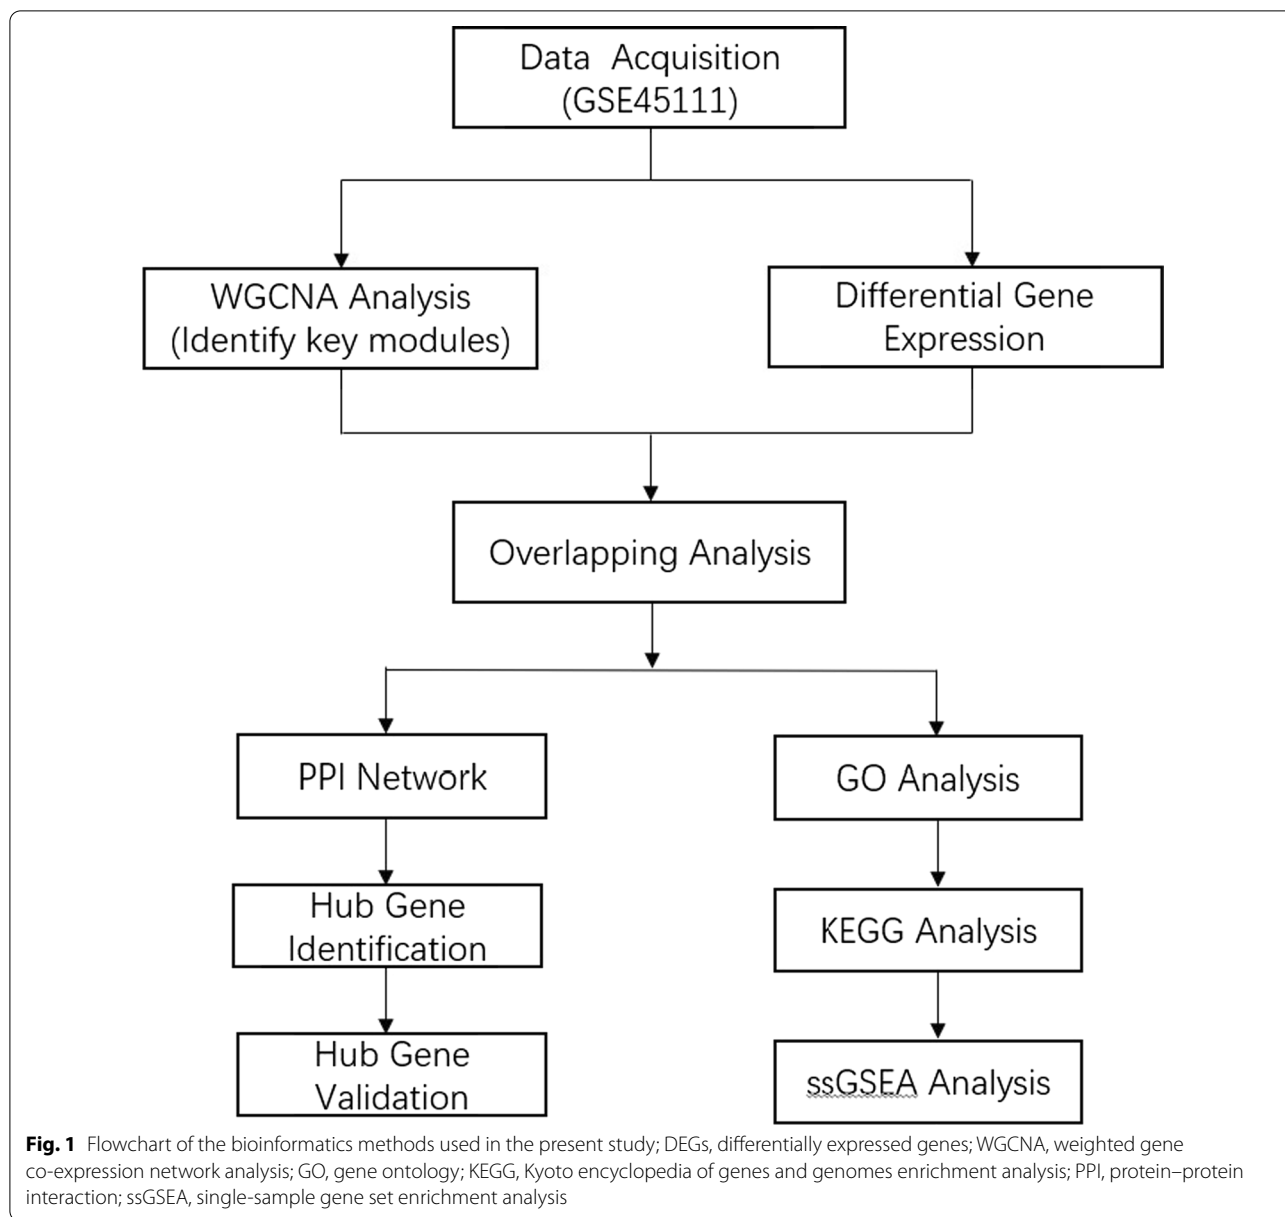 Data Acquisition
(GSE45111)
WGCNA Analysis
(Identify key modules)
Differential Gene
Expression
Overlapping Analysis
PPI Network
GO Analysis
Hub Gene
Identification
KEGG Analysis
Hub Gene
Validation
ssGSEA Analysis
Fig. 1 Flowchart of the bioinformatics methods used in the present study; DEGs, differentially expressed genes; WGCNA, weighted gene
co-expression network analysis; GO, gene ontology; KEGG, Kyoto encyclopedia of genes and genomes enrichment analysis; PPI, protein–protein
interaction; ssGSEA, single-sample gene set enrichment analysis